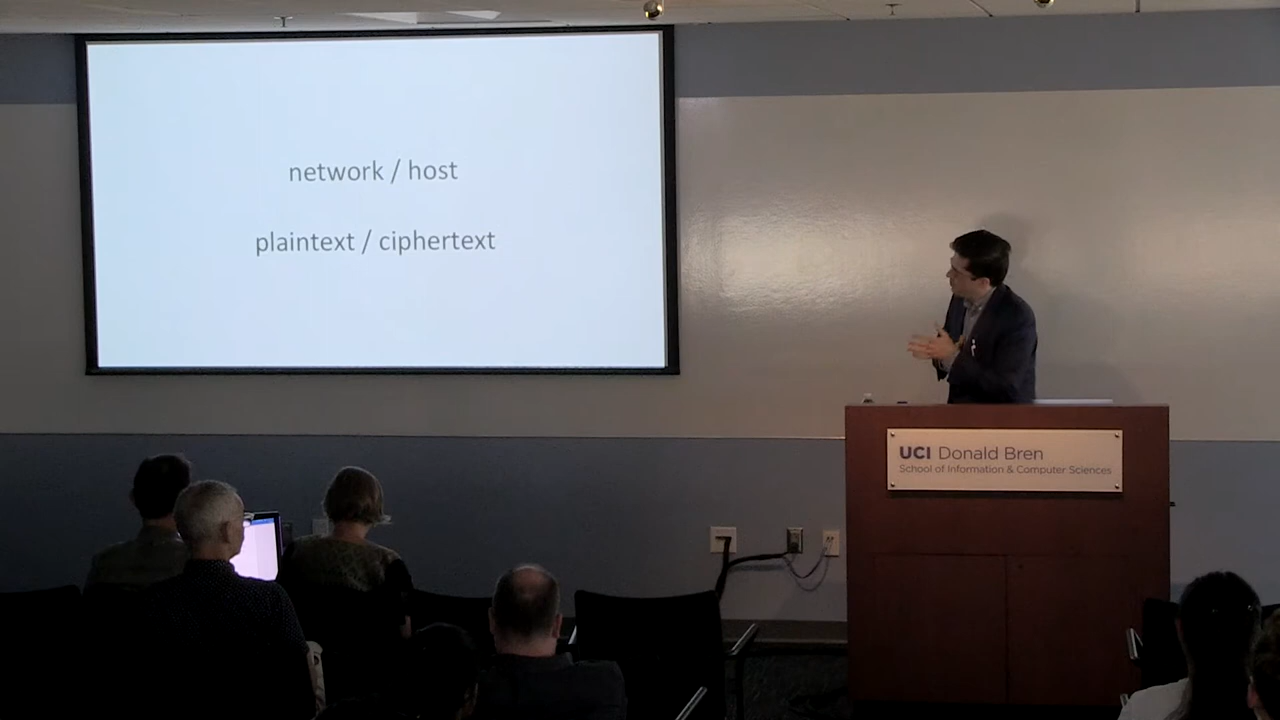 network / host
plaintext / ciphertext
UCI Donald Bren
School of Information & Computer Sciences